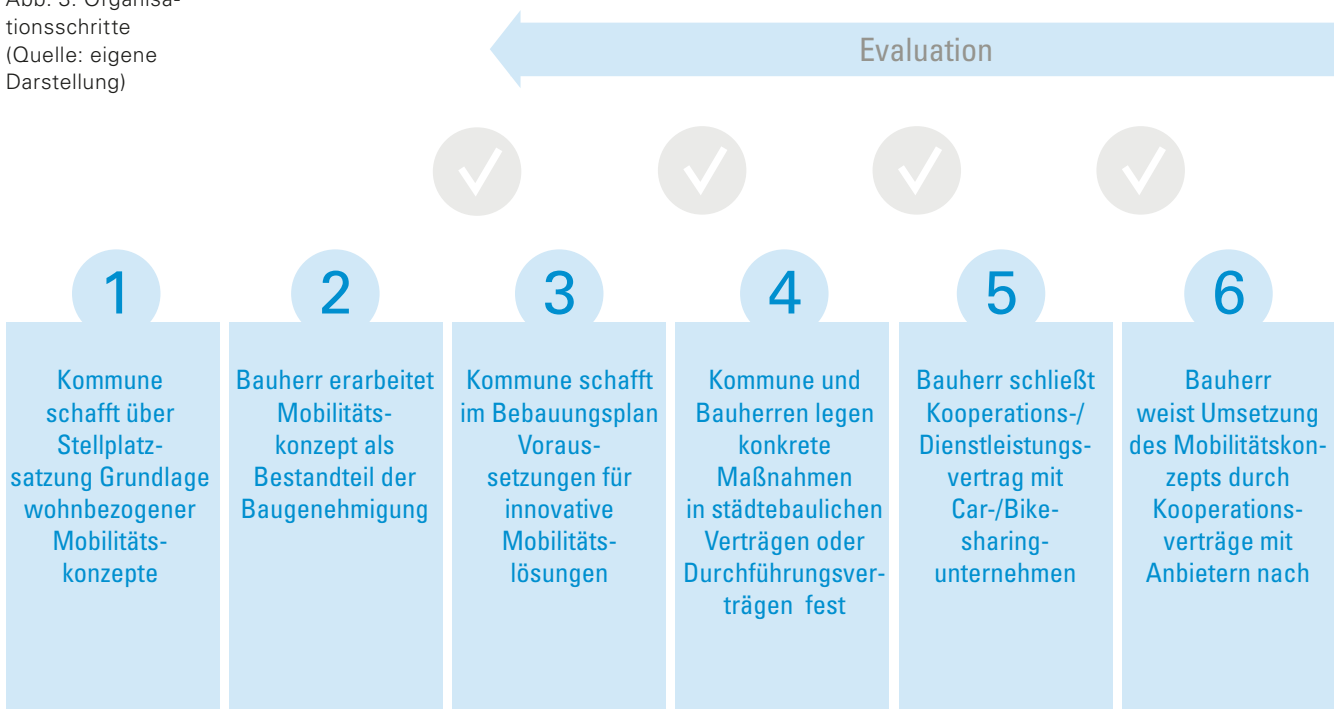 Abb. 3: Organisa-
tionsschritte
(Quelle: eigene
Darstellung)
Evaluation
1
Kommune
schafft über
Stellplatz-
satzung Grundlage
wohnbezogener
Mobilitäts-
konzepte
2
Bauherr erarbeitet
Mobilitäts-
konzept als
Bestandteil der
Baugenehmigung
3
Kommune schafft
im Bebauungsplan
Voraus-
setzungen für
innovative
Mobilitäts-
lösungen
4
Kommune und
Bauherren legen
konkrete
Maßnahmen
in städtebaulichen
Verträgen oder
Durchführungsver-
trägen fest
5
Bauherr schließt
Kooperations-/
Dienstleistungs-
vertrag mit
Car-/Bike-
sharing-
unternehmen
6
Bauherr
weist Umsetzung
des Mobilitätskon-
zepts durch
Kooperations-
verträge mit
Anbietern nach